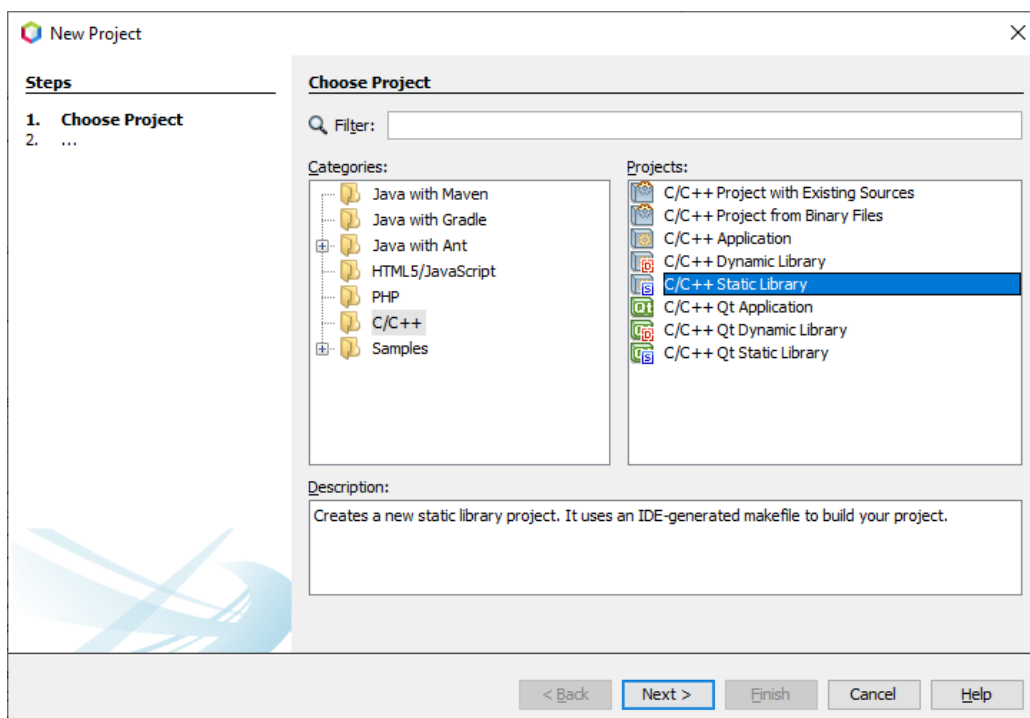 New Project
Steps
1. Choose Project
2. ...
Choose Project
Filter:
Categories:
Java with Maven
Java with Gradle
Java with Ant
HTML5/JavaScript
PHP
C/C++
Samples
Projects:
C/C++ Project with Existing Sources
C/C++ Project from Binary Files
C/C++ Application
C/C++ Dynamic Library
C/C++ Static Library
C/C++ Qt Application
C/C++ Qt Dynamic Library
C/C++ Qt Static Library
Description:
Creates a new static library project. It uses an IDE-generated makefile to build your project.
< Back
Next >
Finish
Cancel
Help